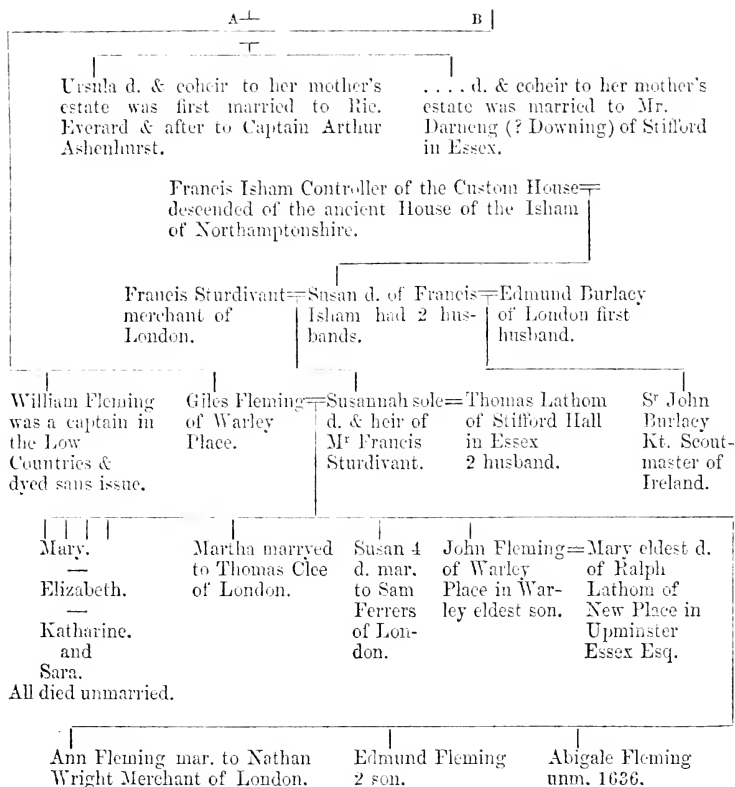 A B
Ursula d. & coheir to her mother's
estate was first married to Ric.
Everard & after to Captain Arthur
Ashenhurst.
. . . . d. & coheir to her mother's
estate was married to Mr.
Darneng (? Downing) of Stifford
in Essex.
Francis Isham Controller of the Custom House=
descended of the ancient House of the Isham
of Northamptonshire.
Francis Sturdivant=
merchant of
London.
Susan d. of Francis=
Isham had 2 hus-
bands.
Edmund Burlacy
of London first
husband.
William Fleming
was a captain in
the Low
Countries &
dyed sans issue.
Giles Fleming=
of Warley
Place.
Susannah sole=
d. & heir of
Mr Francis
Sturdivant.
Thomas Lathom
of Stifford Hall
in Essex
2 husband.
Sr John
Burlacy
Kt. Scout-
master of
Ireland.
Mary.
—
Elizabeth.
—
Katharine.
and
Sara.
All died unmarried.
Martha marryed
to Thomas Clee
of London.
Susan 4
d. mar.
to Sam
Ferrers
of Lon-
don.
John Fleming=
of Warley
Place in War-
ley eldest son.
Mary eldest d.
of Ralph
Lathom of
New Place in
Upminster
Essex Esq.
Ann Fleming mar. to Nathan
Wright Merchant of London.
Edmund Fleming
2 son.
Abigale Fleming
unm. 1636.